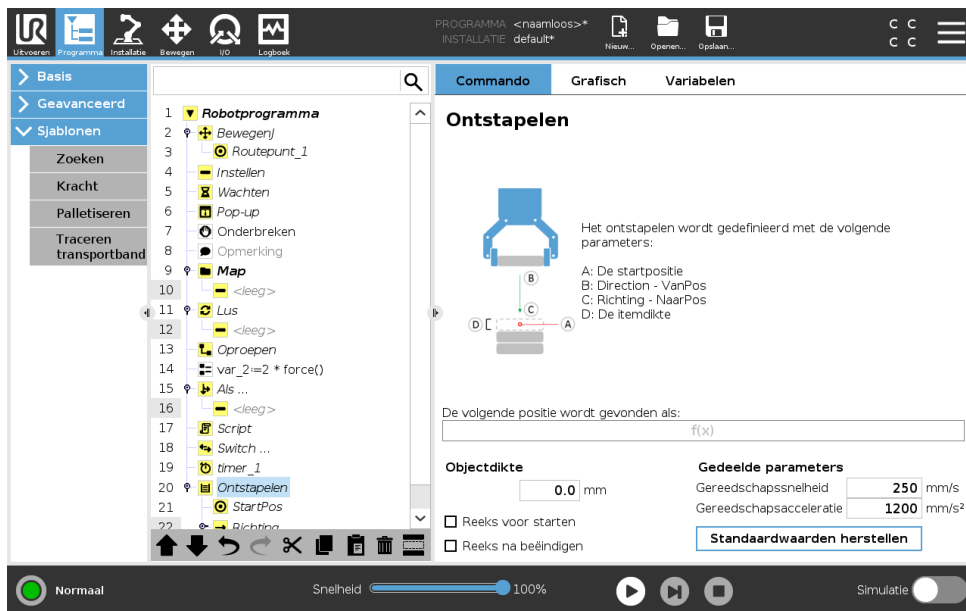 PROGRAMMA <naamloos>*
INSTALLATIE default*
Uitvoeren Programma Installatie Bewegen I/O Logboek Nieuw... Openen... Opslaan...
C C
C C
Basis
Geavanceerd
Sjablonen
Zoeken
Kracht
Palletiseren
Traceren
transportband
1 Robotprogramma
2 BewegenJ
3 Routepunt_1
4 Instellen
5 Wachten
6 Pop-up
7 Onderbreken
8 Opmerking
9 Map
10 <leeg>
11 Lus
12 <leeg>
13 Oproepen
14 var_2:=2 * force()
15 Als ...
16 <leeg>
17 Script
18 Switch ...
19 timer_1
20 Ontstapelen
21 StartPos
22 Richting
Commando Grafisch Variabelen
Ontstapelen
B
C
D
A
Het ontstapelen wordt gedefinieerd met de volgende
parameters:
A: De startpositie
B: Direction - VanPos
C: Richting - NaarPos
D: De itemdikte
De volgende positie wordt gevonden als:
f(x)
Objectdikte
0.0 mm
Reeks voor starten
Reeks na beëindigen
Gedeelde parameters
Gereedschapssnelheid 250 mm/s
Gereedschapsacceleratie 1200 mm/s²
Standaardwaarden herstellen
Normaal
Snelheid 100%
Simulatie